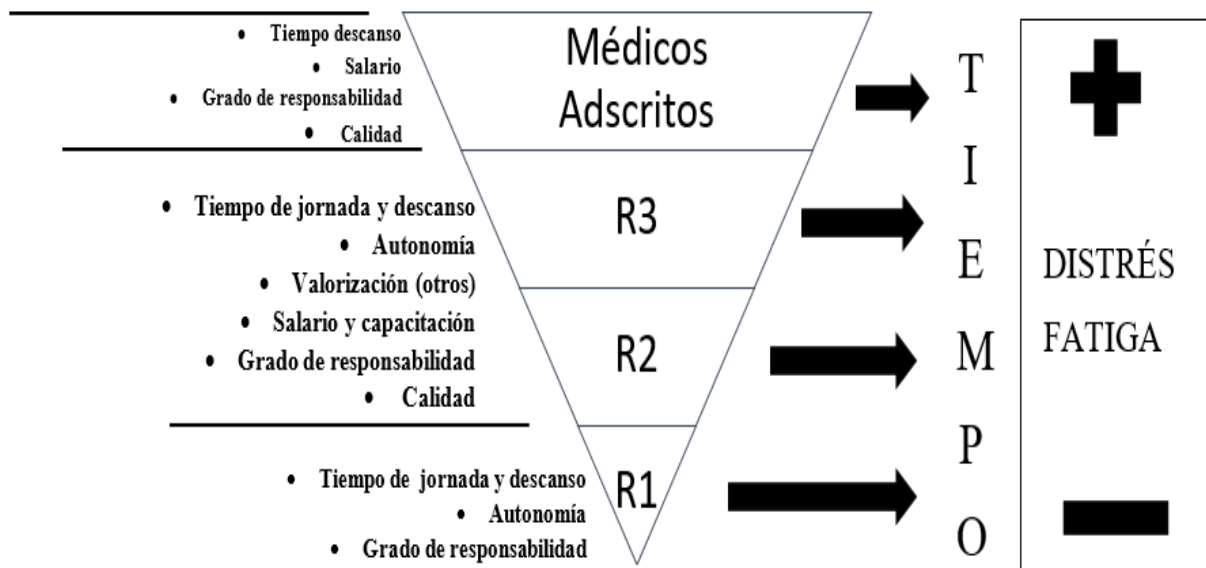 • Tiempo descanso
• Salario
• Grado de responsabilidad
• Calidad
• Tiempo de jornada y descanso
• Autonomía
• Valorización (otros)
• Salario y capacitación
• Grado de responsabilidad
• Calidad
• Tiempo de jornada y descanso
• Autonomía
• Grado de responsabilidad
Médicos
Adscritos
R3
R2
R1
T
I
E
M
P
O
DISTRÉS
FATIGA